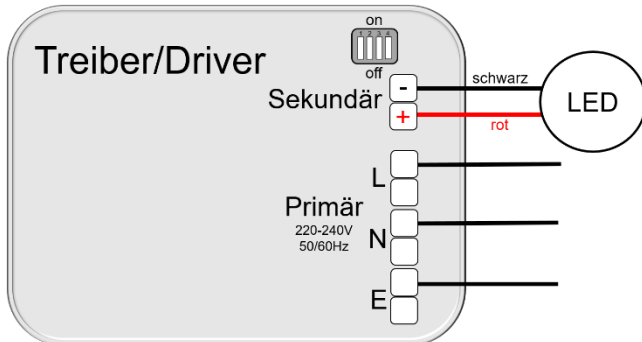 on
1 2 3 4
off
Treiber/Driver
Sekundär
-
+
schwarz
rot
LED
L
Primär
220-240V
50/60Hz
N
E